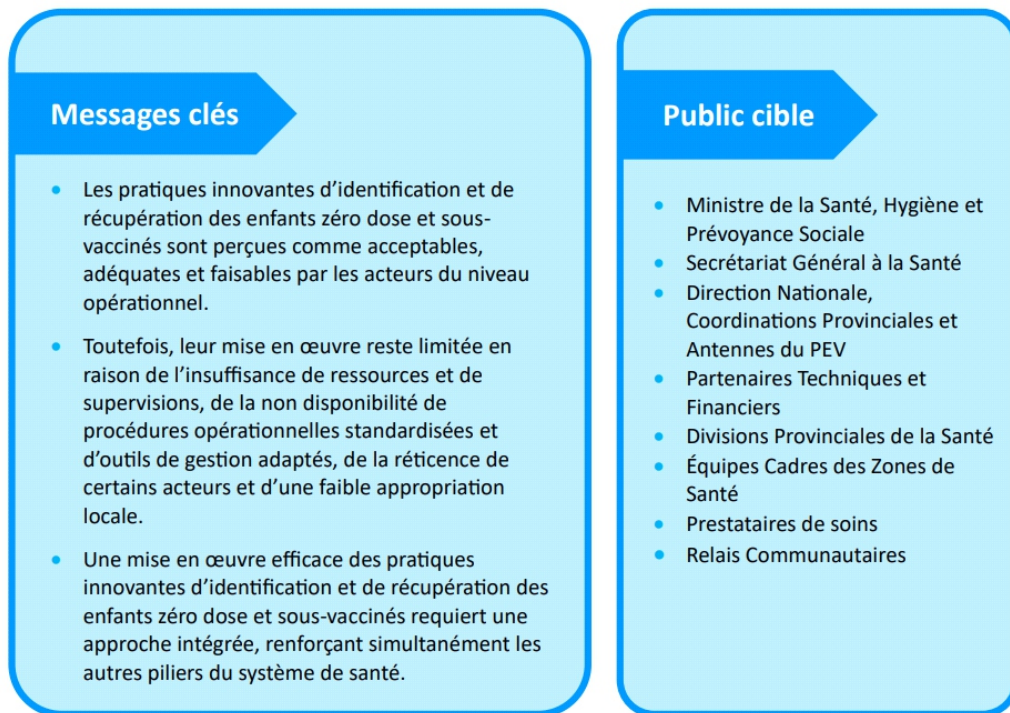 Messages clés
Les pratiques innovantes d’identification et de
récupération des enfants zéro dose et sous-
vaccinés sont perçues comme acceptables,
adéquates et faisables par les acteurs du niveau
opérationnel.
Toutefois, leur mise en œuvre reste limitée en
raison de l’insuffisance de ressources et de
supervisions, de la non disponibilité de
procédures opérationnelles standardisées et
d’outils de gestion adaptés, de la réticence de
certains acteurs et d’une faible appropriation
locale.
Une mise en œuvre efficace des pratiques
innovantes d’identification et de récupération des
enfants zéro dose et sous-vaccinés requiert une
approche intégrée, renforçant simultanément les
autres piliers du système de santé.
Public cible
Ministre de la Santé, Hygiène et
Prévoyance Sociale
Secrétariat Général à la Santé
Direction Nationale,
Coordinations Provinciales et
Antennes du PEV
Partenaires Techniques et
Financiers
Divisions Provinciales de la Santé
Équipes Cadres des Zones de
Santé
Prestataires de soins
Relais Communautaires